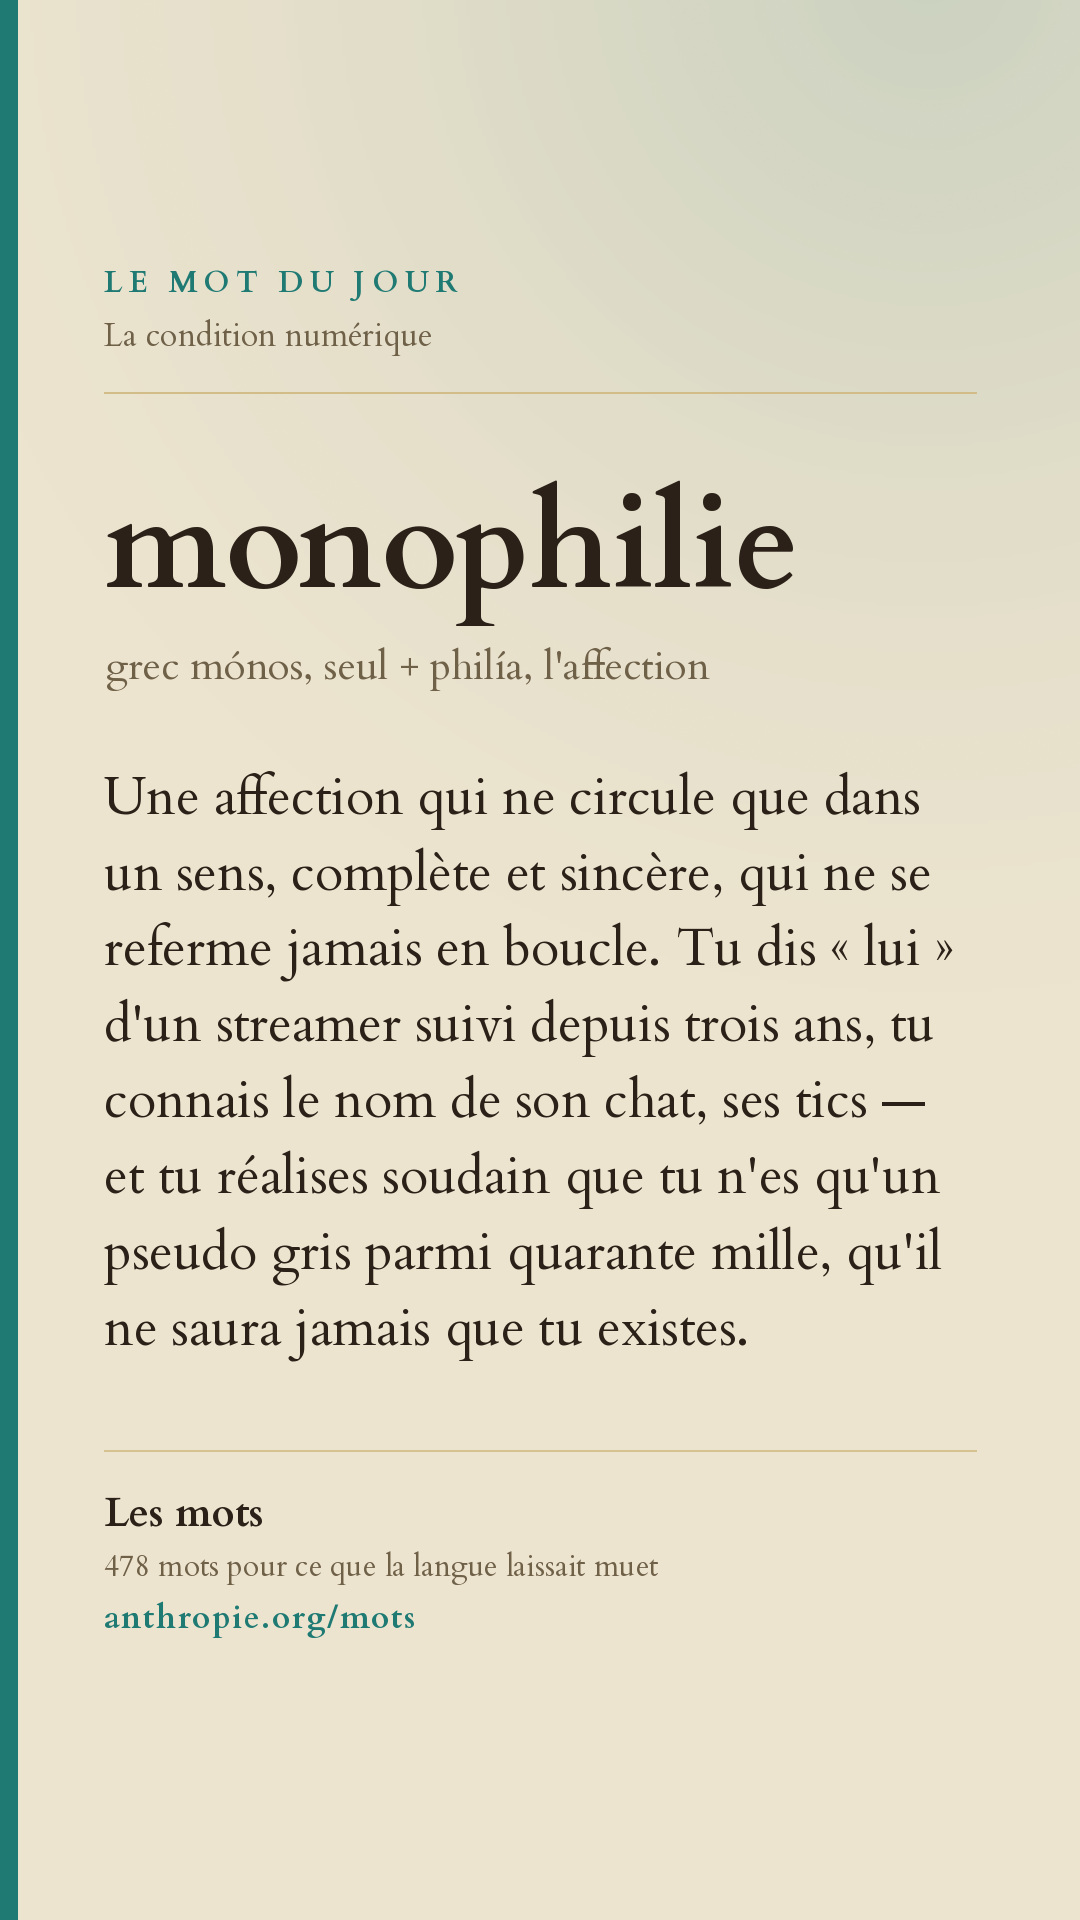 LE MOT DU JOUR
La condition numérique
monophilie
grec mónos, seul + philía, l'affection
Une affection qui ne circule que dans
un sens, complète et sincère, qui ne se
referme jamais en boucle. Tu dis « lui »
d'un streamer suivi depuis trois ans, tu
connais le nom de son chat, ses tics —
et tu réalises soudain que tu n'es qu'un
pseudo gris parmi quarante mille, qu'il
ne saura jamais que tu existes.
Les mots
478 mots pour ce que la langue laissait muet
anthropie.org/mots